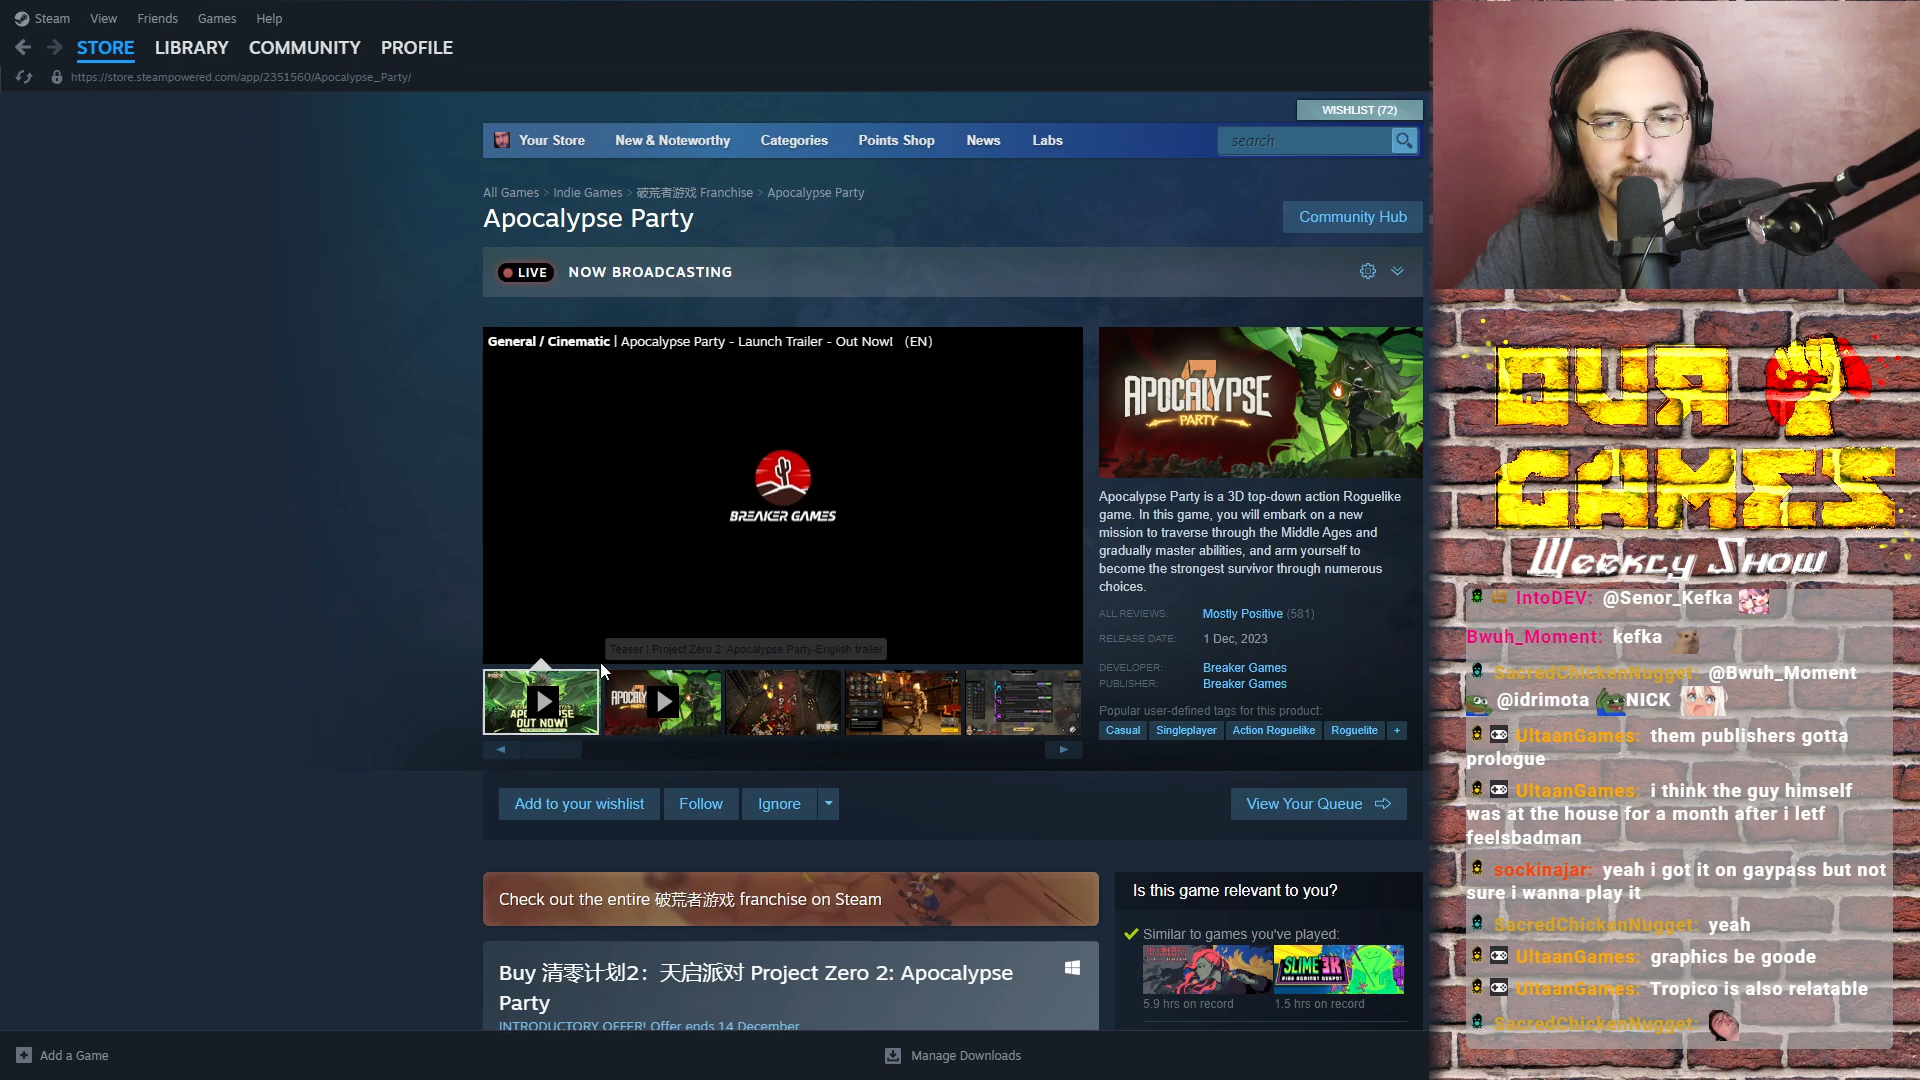 Steam View Friends Games Help
STORE LIBRARY COMMUNITY PROFILE
https://store.steampowered.com/app/2351560/Apocalypse_Party/
WISHLIST (72)
Your Store New & Noteworthy Categories Points Shop News Labs
search
All Games > Indie Games > 破荒者游戏 Franchise > Apocalypse Party
Apocalypse Party
Community Hub
LIVE NOW BROADCASTING
General / Cinematic | Apocalypse Party - Launch Trailer - Out Now! （EN）
BREAKER GAMES
Teaser | Project Zero 2: Apocalypse Party-English trailer
OUT NOW!
APOCALYPSE
PARTY
Apocalypse Party is a 3D top-down action Roguelike
game. In this game, you will embark on a new
mission to traverse through the Middle Ages and
gradually master abilities, and arm yourself to
become the strongest survivor through numerous
choices.
ALL REVIEWS: Mostly Positive (581)
RELEASE DATE: 1 Dec, 2023
DEVELOPER: Breaker Games
PUBLISHER: Breaker Games
Popular user-defined tags for this product:
Casual Singleplayer Action Roguelike Roguelite +
Add to your wishlist Follow Ignore
View Your Queue
Check out the entire 破荒者游戏 franchise on Steam
Is this game relevant to you?
Similar to games you've played:
SLIME 3K
5.9 hrs on record 1.5 hrs on record
Buy 清零计划2：天启派对 Project Zero 2: Apocalypse
Party
INTRODUCTORY OFFER! Offer ends 14 December
Add a Game
Manage Downloads
OUR
GAMES
Weekly Show
IntoDEV: @Senor_Kefka
Bwuh_Moment: kefka
SacredChickenNugget: @Bwuh_Moment
@idrimota NICK
UltaanGames: them publishers gotta
prologue
UltaanGames: i think the guy himself
was at the house for a month after i letf
feelsbadman
sockinajar: yeah i got it on gaypass but not
sure i wanna play it
SacredChickenNugget: yeah
UltaanGames: graphics be goode
UltaanGames: Tropico is also relatable
SacredChickenNugget: